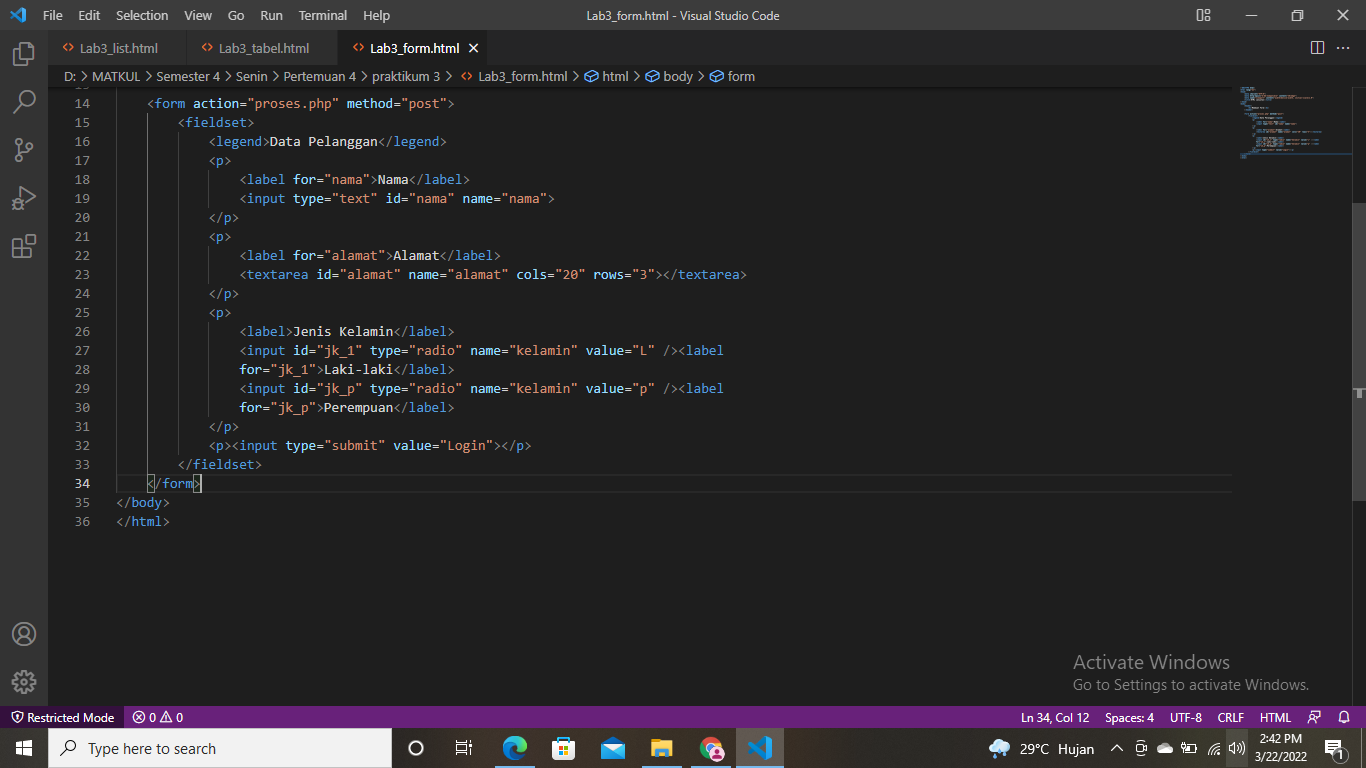 File Edit Selection View Go Run Terminal Help Lab3_form.html - Visual Studio Code
Lab3_list.html Lab3_tabel.html Lab3_form.html
D: > MATKUL > Semester 4 > Senin > Pertemuan 4 > praktikum 3 > Lab3_form.html > html > body > form
14 <form action="proses.php" method="post">
15 <fieldset>
16 <legend>Data Pelanggan</legend>
17 <p>
18 <label for="nama">Nama</label>
19 <input type="text" id="nama" name="nama">
20 </p>
21 <p>
22 <label for="alamat">Alamat</label>
23 <textarea id="alamat" name="alamat" cols="20" rows="3"></textarea>
24 </p>
25 <p>
26 <label>Jenis Kelamin</label>
27 <input id="jk_1" type="radio" name="kelamin" value="L" /><label
28 for="jk_1">Laki-laki</label>
29 <input id="jk_p" type="radio" name="kelamin" value="p" /><label
30 for="jk_p">Perempuan</label>
31 </p>
32 <p><input type="submit" value="Login"></p>
33 </fieldset>
34 </form>
35 </body>
36 </html>
Activate Windows
Go to Settings to activate Windows.
Restricted Mode 0 0 Ln 34, Col 12 Spaces: 4 UTF-8 CRLF HTML
Type here to search 29°C Hujan 2:42 PM
3/22/2022 1